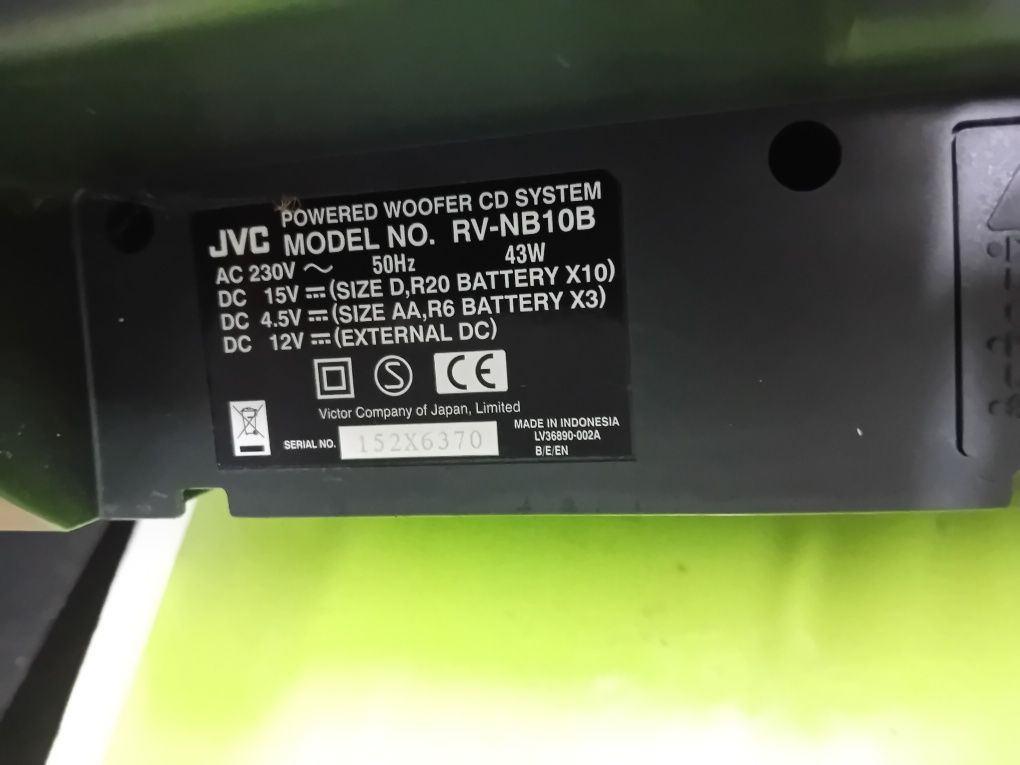 POWERED WOOFER CD SYSTEM
JVC MODEL NO. RV-NB10B
AC 230V ～ 50Hz 43W
DC 15V ⎓ (SIZE D,R20 BATTERY X10)
DC 4.5V ⎓ (SIZE AA,R6 BATTERY X3)
DC 12V ⎓ (EXTERNAL DC)
S CE
Victor Company of Japan, Limited
SERIAL NO. 152X6370
MADE IN INDONESIA
LV36890-002A
B/E/EN